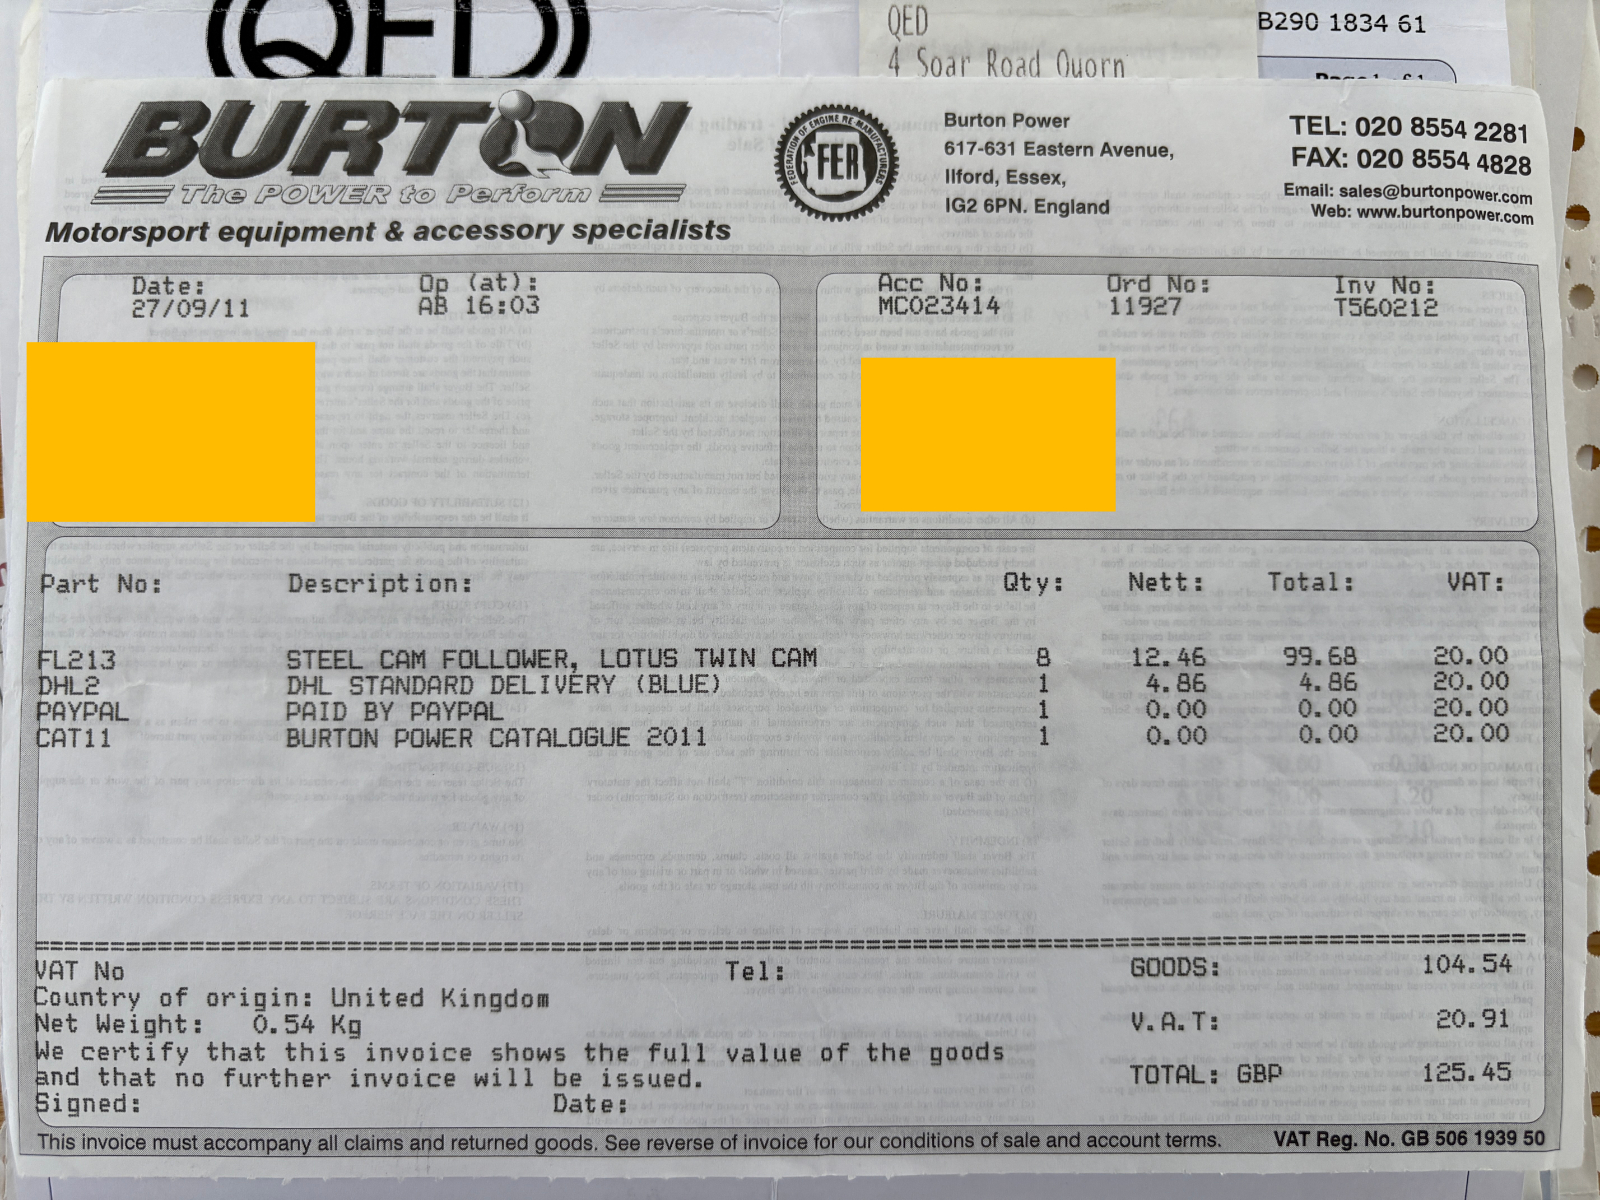 QED
QED
4 Soar Road Quorn
B290 1834 61
BURTON
The POWER to Perform
Motorsport equipment & accessory specialists
FEDERATION OF ENGINE RE-MANUFACTURERS
FER
Burton Power
617-631 Eastern Avenue,
Ilford, Essex,
IG2 6PN. England
TEL: 020 8554 2281
FAX: 020 8554 4828
Email: sales@burtonpower.com
Web: www.burtonpower.com
Date: Op (at): Acc No: Ord No: Inv No:
27/09/11 AB 16:03 MC023414 11927 T560212
Part No: Description: Qty: Nett: Total: VAT:
FL213 STEEL CAM FOLLOWER, LOTUS TWIN CAM 8 12.46 99.68 20.00
DHL2 DHL STANDARD DELIVERY (BLUE) 1 4.86 4.86 20.00
PAYPAL PAID BY PAYPAL 1 0.00 0.00 20.00
CAT11 BURTON POWER CATALOGUE 2011 1 0.00 0.00 20.00
VAT No Tel: GOODS: 104.54
Country of origin: United Kingdom
Net Weight: 0.54 Kg V.A.T: 20.91
We certify that this invoice shows the full value of the goods
and that no further invoice will be issued. TOTAL: GBP 125.45
Signed: Date:
This invoice must accompany all claims and returned goods. See reverse of invoice for our conditions of sale and account terms. VAT Reg. No. GB 506 1939 50